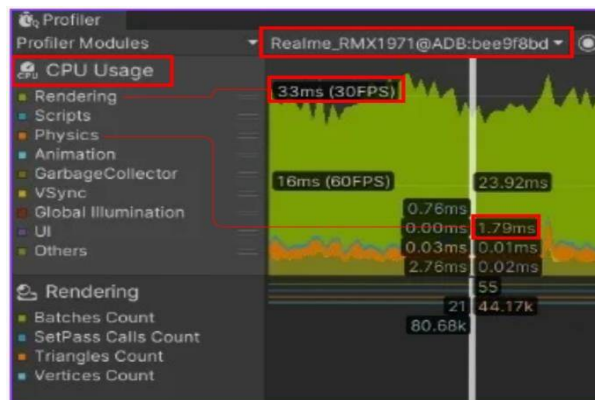 Profiler
Profiler Modules
Realme_RMX1971@ADB:bee9f8bd
CPU Usage
Rendering
Scripts
Physics
Animation
GarbageCollector
VSync
Global Illumination
UI
Others
33ms (30FPS)
16ms (60FPS)
23.92ms
0.76ms
0.00ms 1.79ms
0.03ms 0.01ms
2.76ms 0.02ms
Rendering
Batches Count
SetPass Calls Count
Triangles Count
Vertices Count
55
21 44.17k
80.68k